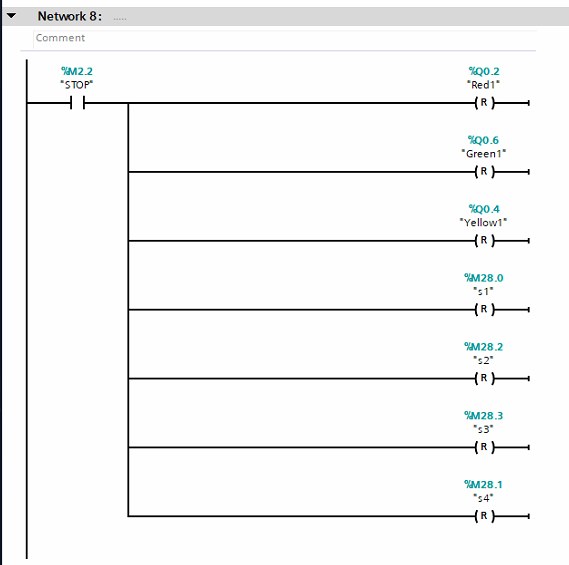 Network 8: .....
Comment
%M2.2
"STOP"
%Q0.2
"Red1"
( R )
%Q0.6
"Green1"
( R )
%Q0.4
"Yellow1"
( R )
%M28.0
"s1"
( R )
%M28.2
"s2"
( R )
%M28.3
"s3"
( R )
%M28.1
"s4"
( R )